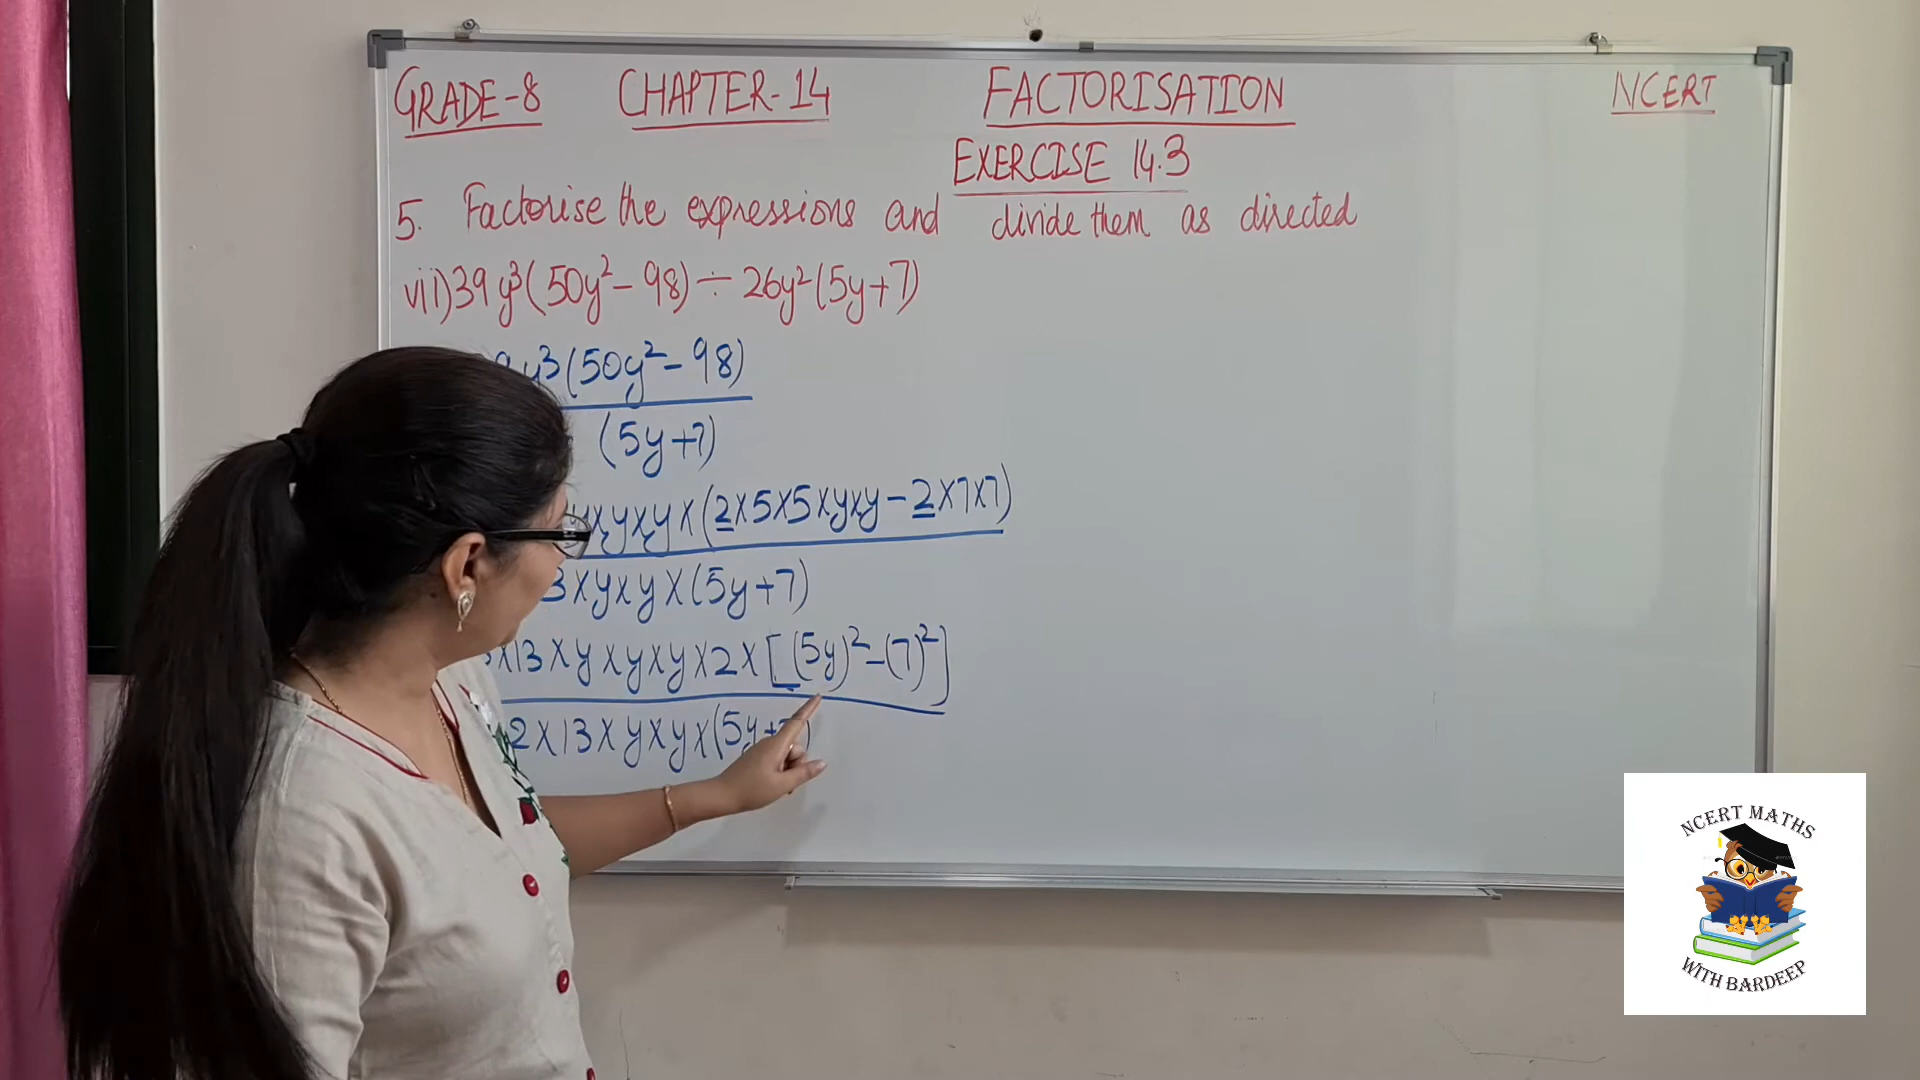 GRADE-8 CHAPTER-14 FACTORISATION NCERT
EXERCISE 14.3
5. Factorise the expressions and divide them as directed
vii) 39y³(50y²-98) ÷ 26y²(5y+7)
y³(50y²-98)
(5y+7)
xyxy x (2x5x5xyxy-2x7x7)
3xyxyx(5y+7)
x13xyxyxyx2x[(5y)²-(7)²]
2x13xyxyx(5y+
NCERT MATHS
WITH BARDEEP